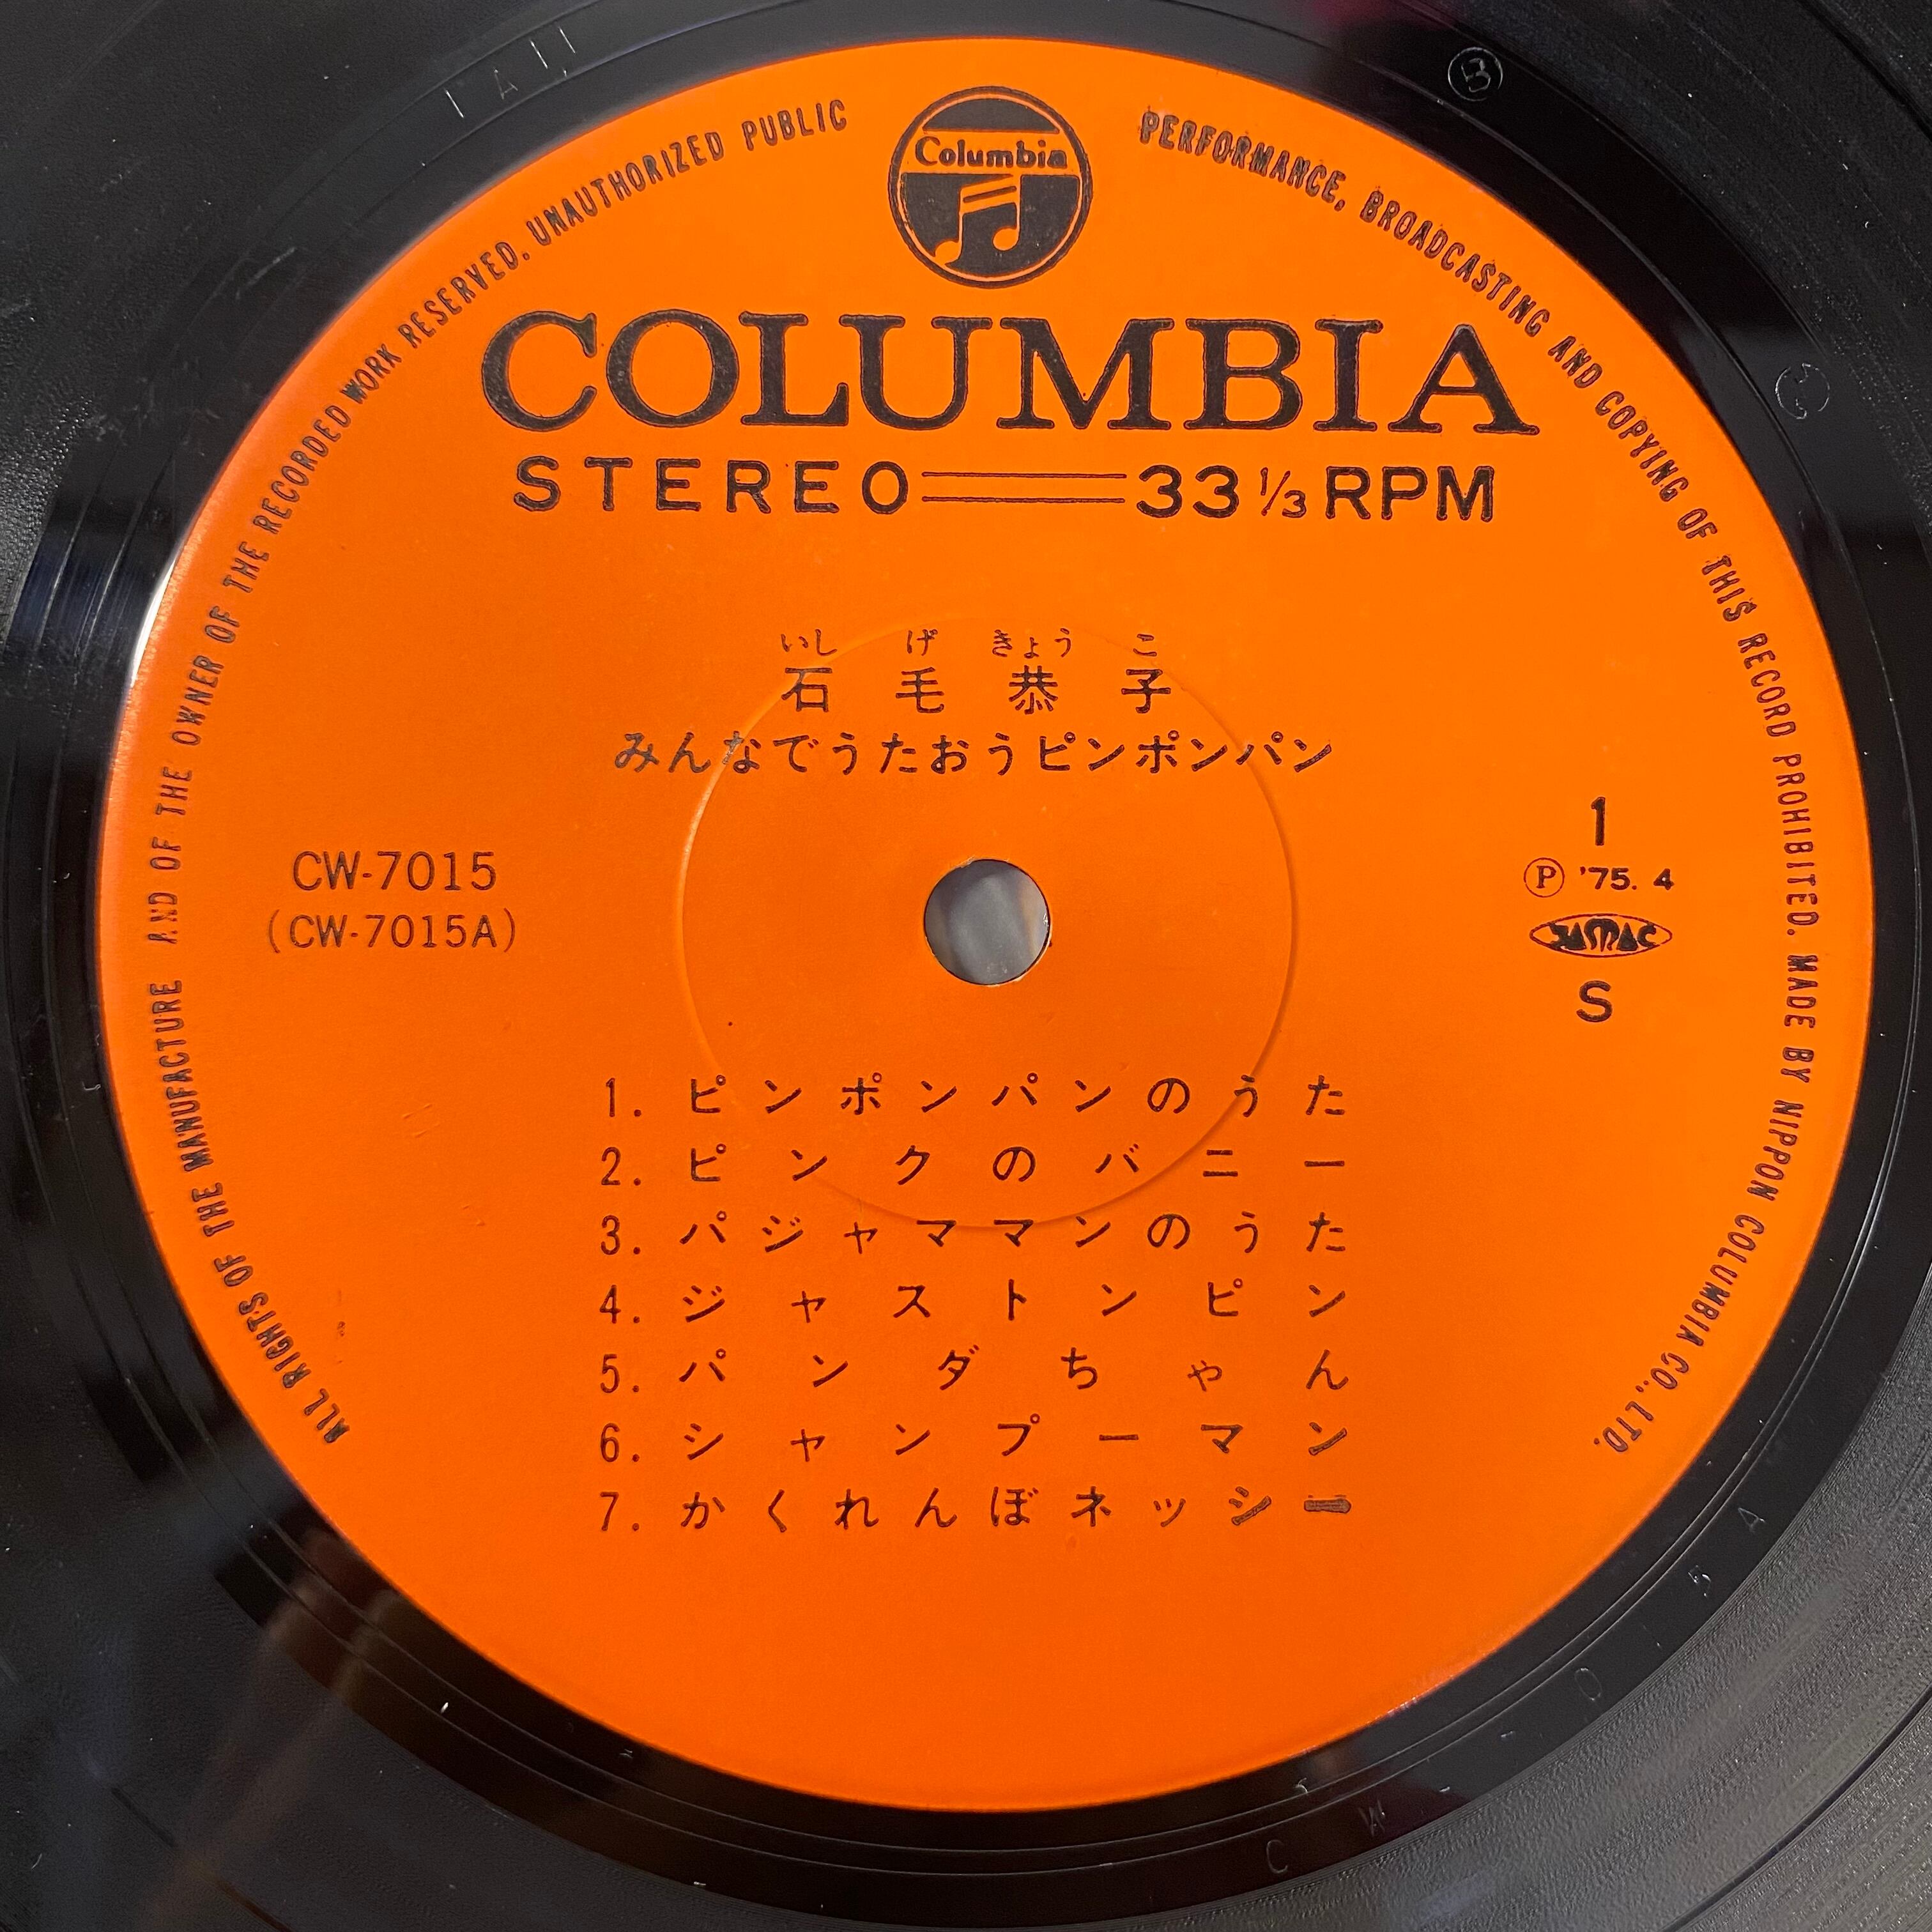 ALL RIGHTS OF THE MANUFACTURE AND OF THE OWNER OF THE RECORDED WORK RESERVED. UNAUTHORIZED PUBLIC PERFORMANCE, BROADCASTING AND COPYING OF THIS RECORD PROHIBITED. MADE BY NIPPON COLUMBIA CO., LTD.
Columbia
COLUMBIA
STEREO 33 1/3 RPM
いし げ きょう こ
石毛恭子
みんなでうたおうピンポンパン
CW-7015
(CW-7015A)
1
Ⓟ '75. 4
JASRAC
S
1. ピンポンパンのうた
2. ピンクのバニー
3. パジャママンのうた
4. ジャストンピン
5. パンダちゃん
6. シャンプーマン
7. かくれんぼネッシー